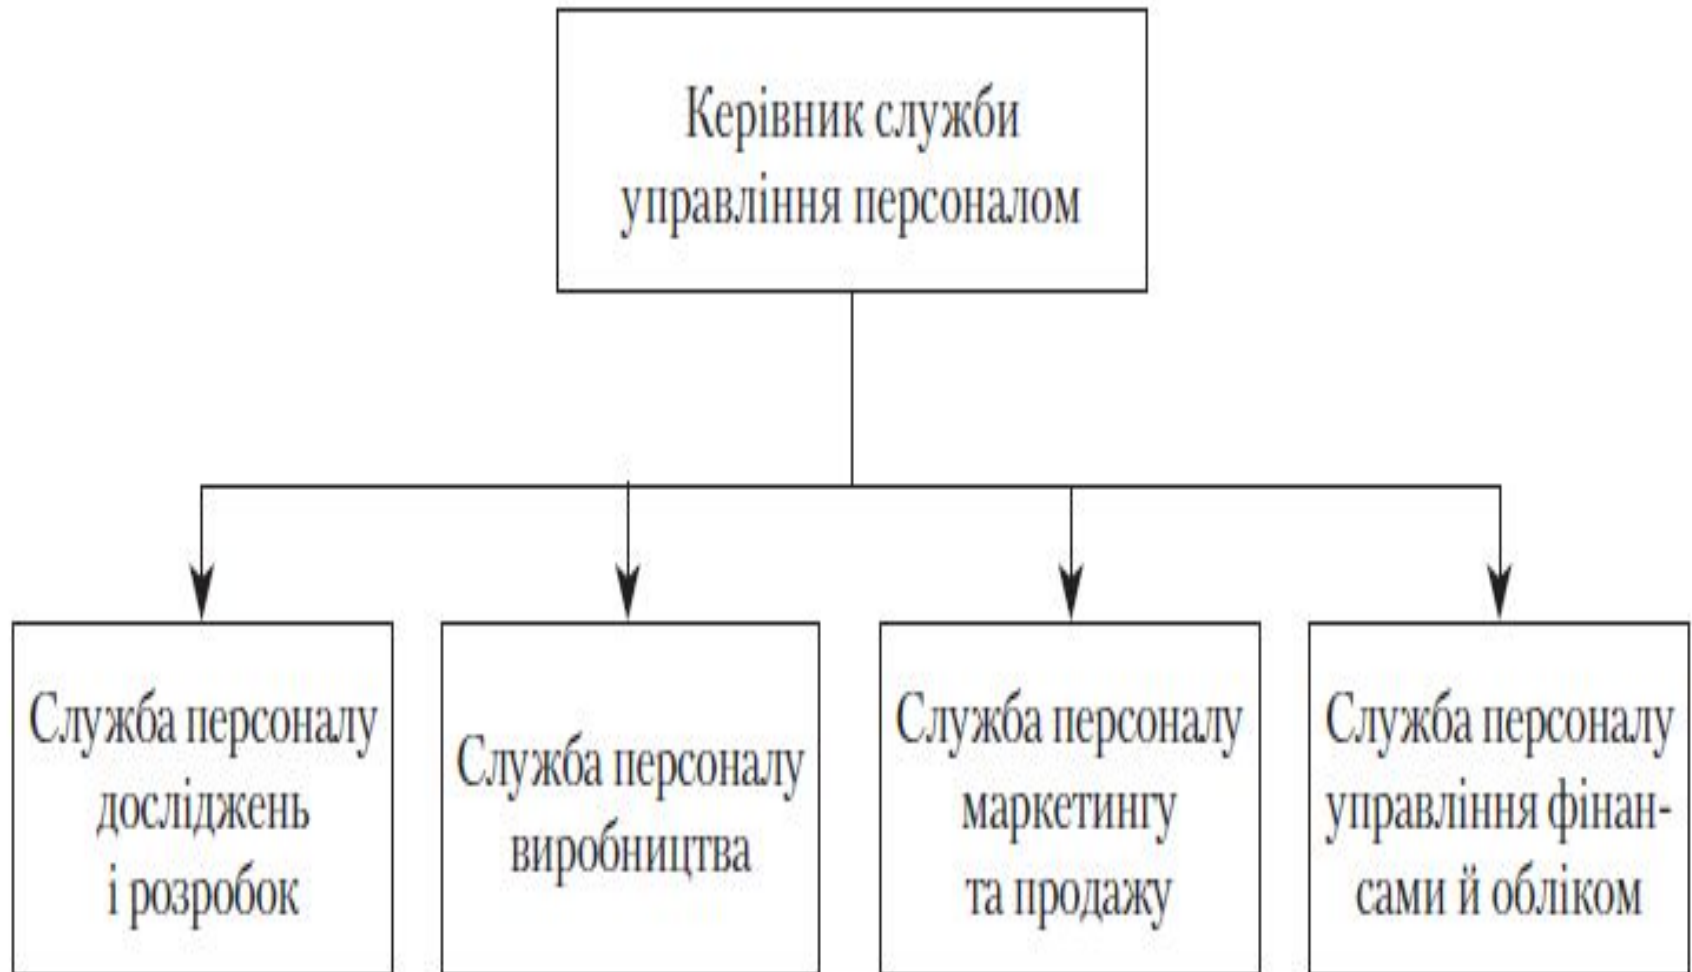 Керівник служби
управління персоналом
Служба персоналу
досліджень
і розробок
Служба персоналу
виробництва
Служба персоналу
маркетингу
та продажу
Служба персоналу
управління фінан-
сами й обліком